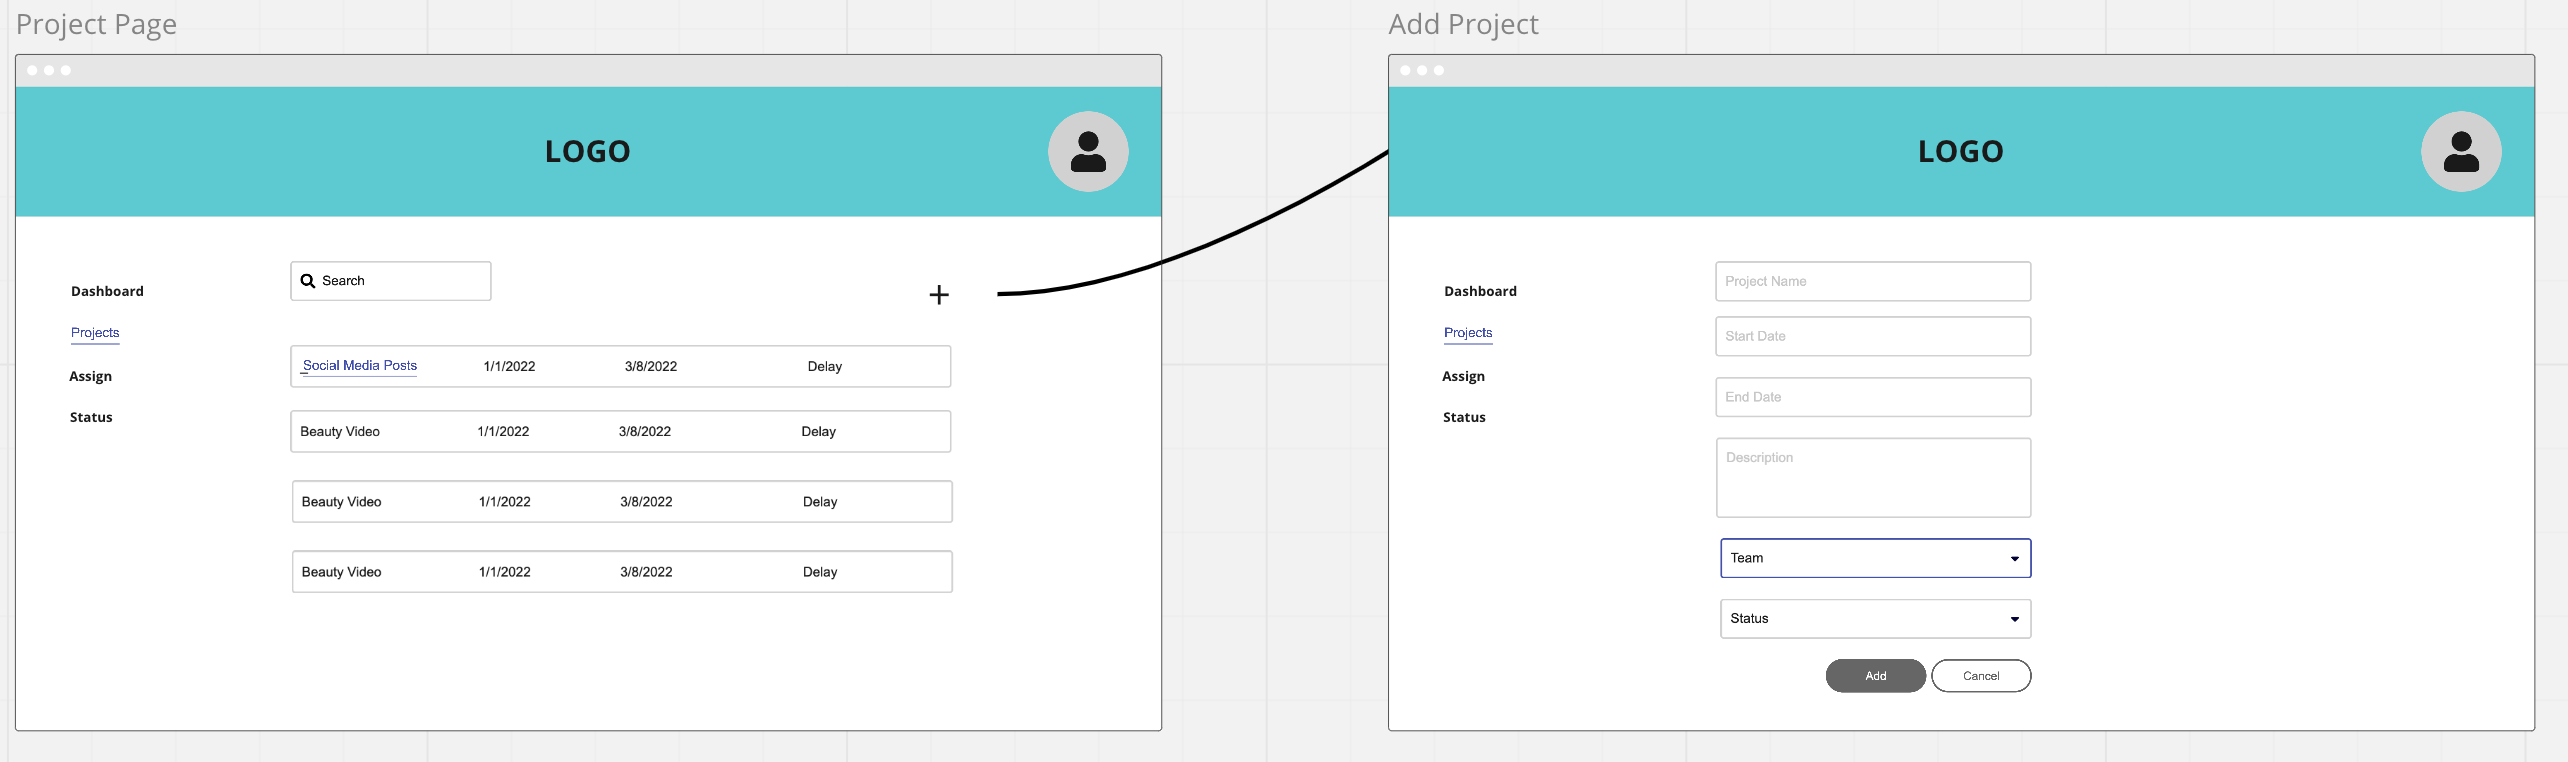 Project Page
LOGO
Search
Dashboard
Projects
Assign
Status
Social Media Posts 1/1/2022 3/8/2022 Delay
Beauty Video 1/1/2022 3/8/2022 Delay
Beauty Video 1/1/2022 3/8/2022 Delay
Beauty Video 1/1/2022 3/8/2022 Delay
Add Project
LOGO
Dashboard
Projects
Assign
Status
Project Name
Start Date
End Date
Description
Team
Status
Add Cancel